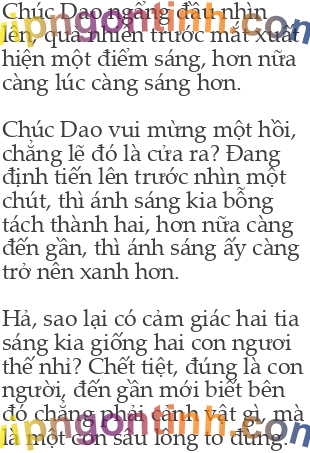 Chúc Dao ngẩng đầu nhìn
lên, quả nhiên trước mắt xuất
hiện một điểm sáng, hơn nữa
càng lúc càng sáng hơn.
Chúc Dao vui mừng một hồi,
chẳng lẽ đó là cửa ra? Đang
định tiến lên trước nhìn một
chút, thì ánh sáng kia bỗng
tách thành hai, hơn nữa càng
đến gần, thì ánh sáng ấy càng
trở nên xanh hơn.
Hả, sao lại có cảm giác hai tia
sáng kia giống hai con ngươi
thế nhỉ? Chết tiệt, đúng là con
người, đến gần mới biết bên
đó chẳng phải cảnh vật gì, mà
là một con sâu lông to đùng.
vipngontinh.com
vipngontinh.com